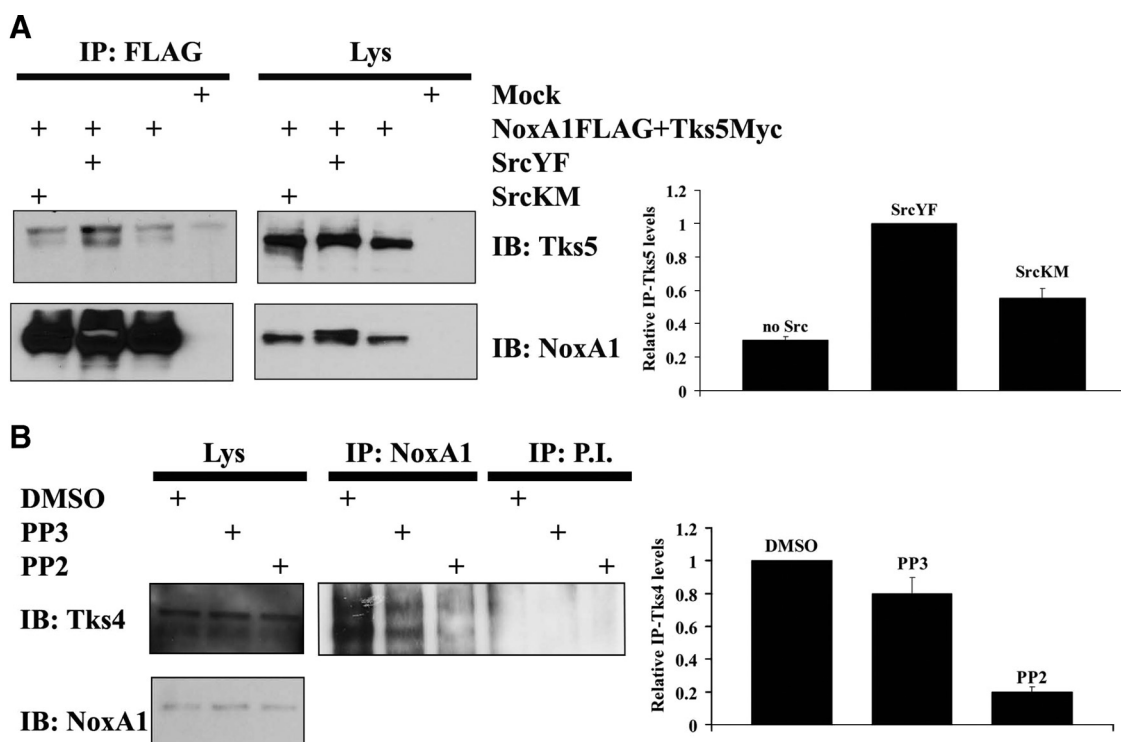 A
IP: FLAG Lys
+ + Mock
+ + + + + + NoxA1FLAG+Tks5Myc
+ + SrcYF
+ + SrcKM
IB: Tks5
IB: NoxA1
Relative IP-Tks5 levels
1.2
1
0.8
0.6
0.4
0.2
0
no Src
SrcYF
SrcKM
B
Lys IP: NoxA1 IP: P.I.
DMSO + + +
PP3 + + +
PP2 + + +
IB: Tks4
IB: NoxA1
Relative IP-Tks4 levels
1.2
1
0.8
0.6
0.4
0.2
0
DMSO
PP3
PP2